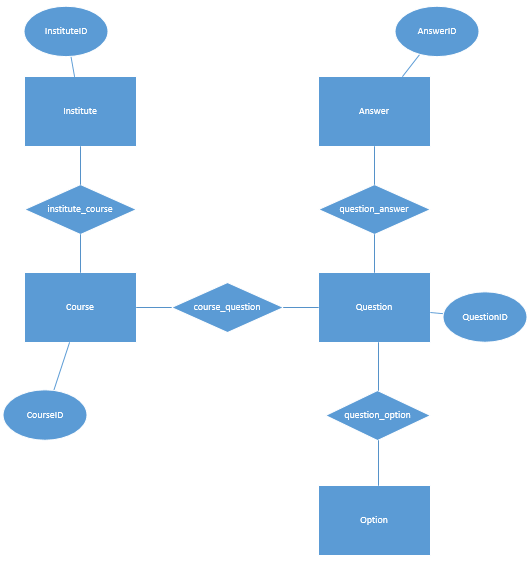 InstituteID
AnswerID
Institute
Answer
institute_course
question_answer
Course
course_question
Question
QuestionID
CourseID
question_option
Option